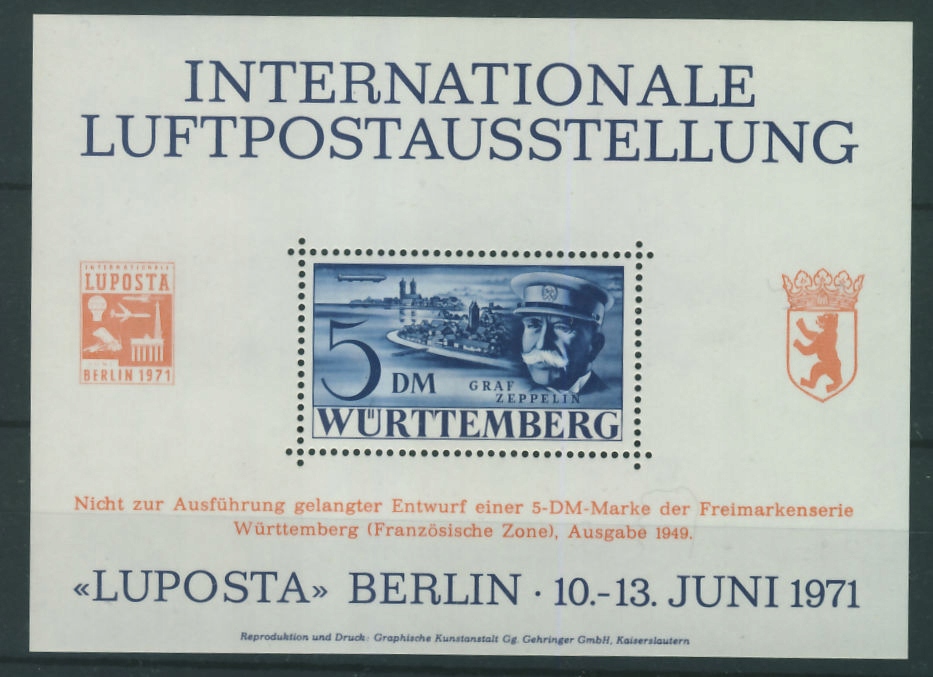 INTERNATIONALE
LUFTPOSTAUSSTELLUNG
INTERNATIONALE
LUPOSTA
BERLIN 1971
5 DM
GRAF
ZEPPELIN
WÜRTTEMBERG
Nicht zur Ausführung gelangter Entwurf einer 5-DM-Marke der Freimarkenserie
Württemberg (Französische Zone), Ausgabe 1949.
«LUPOSTA» BERLIN · 10.-13. JUNI 1971
Reproduktion und Druck: Graphische Kunstanstalt Gg. Gehringer GmbH, Kaiserslautern